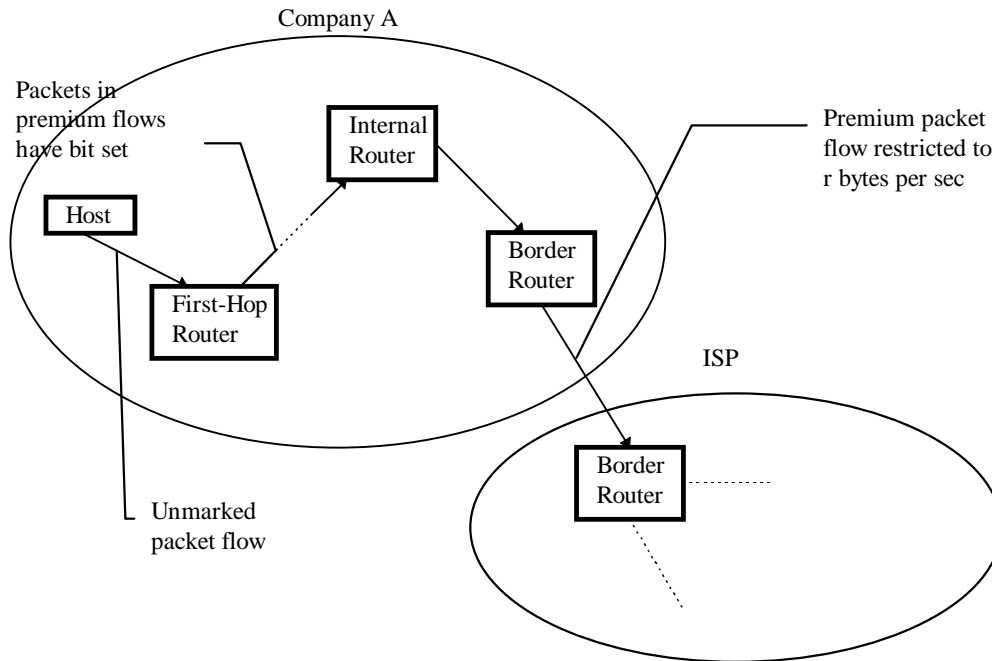 Company A
Packets in
premium flows
have bit set
Internal
Router
Premium packet
flow restricted to
r bytes per sec
Host
Border
Router
First-Hop
Router
ISP
Border
Router
Unmarked
packet flow